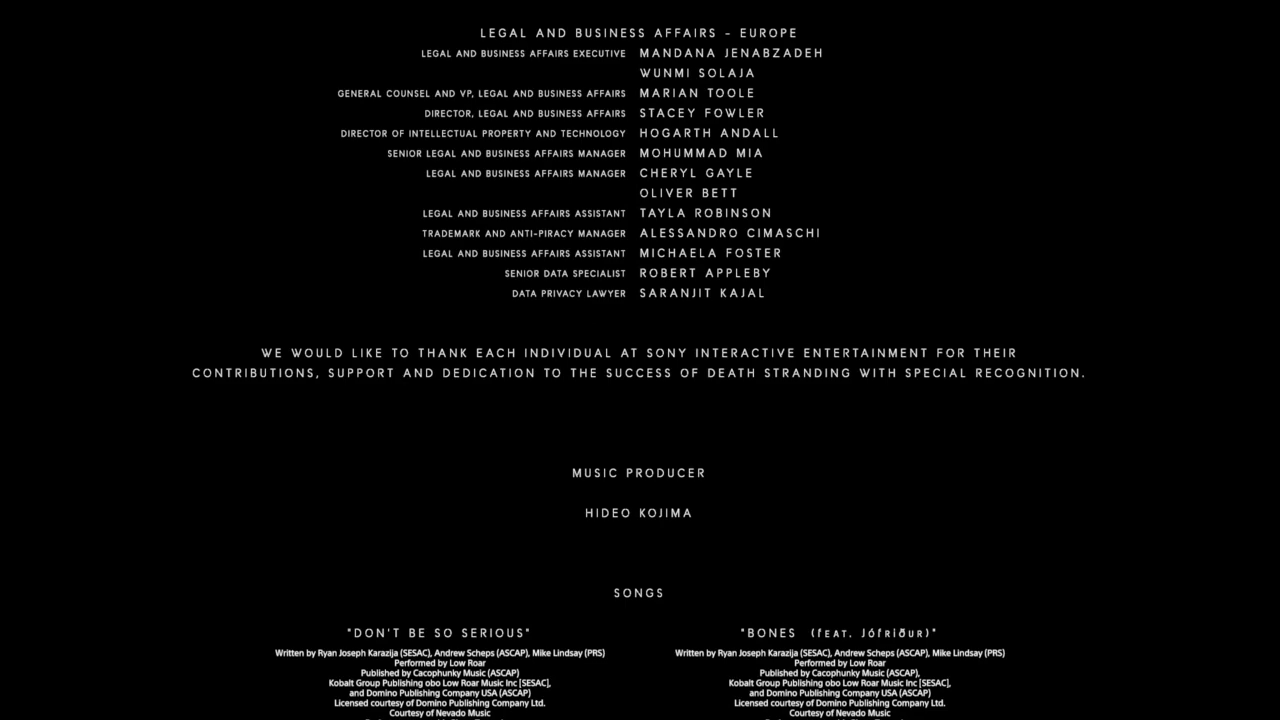 LEGAL AND BUSINESS AFFAIRS - EUROPE
LEGAL AND BUSINESS AFFAIRS EXECUTIVE MANDANA JENABZADEH
WUNMI SOLAJA
GENERAL COUNSEL AND VP, LEGAL AND BUSINESS AFFAIRS MARIAN TOOLE
DIRECTOR, LEGAL AND BUSINESS AFFAIRS STACEY FOWLER
DIRECTOR OF INTELLECTUAL PROPERTY AND TECHNOLOGY HOGARTH ANDALL
SENIOR LEGAL AND BUSINESS AFFAIRS MANAGER MOHUMMAD MIA
LEGAL AND BUSINESS AFFAIRS MANAGER CHERYL GAYLE
OLIVER BETT
LEGAL AND BUSINESS AFFAIRS ASSISTANT TAYLA ROBINSON
TRADEMARK AND ANTI-PIRACY MANAGER ALESSANDRO CIMASCHI
LEGAL AND BUSINESS AFFAIRS ASSISTANT MICHAELA FOSTER
SENIOR DATA SPECIALIST ROBERT APPLEBY
DATA PRIVACY LAWYER SARANJIT KAJAL
WE WOULD LIKE TO THANK EACH INDIVIDUAL AT SONY INTERACTIVE ENTERTAINMENT FOR THEIR
CONTRIBUTIONS, SUPPORT AND DEDICATION TO THE SUCCESS OF DEATH STRANDING WITH SPECIAL RECOGNITION.
MUSIC PRODUCER
HIDEO KOJIMA
SONGS
"DON'T BE SO SERIOUS"
Written by Ryan Joseph Karazija (SESAC), Andrew Scheps (ASCAP), Mike Lindsay (PRS)
Performed by Low Roar
Published by Cacophunky Music (ASCAP)
Kobalt Group Publishing obo Low Roar Music Inc [SESAC],
and Domino Publishing Company USA (ASCAP)
Licensed courtesy of Domino Publishing Company Ltd.
Courtesy of Nevado Music
"BONES (fEAT. JófRIðUR)"
Written by Ryan Joseph Karazija (SESAC), Andrew Scheps (ASCAP), Mike Lindsay (PRS)
Performed by Low Roar
Published by Cacophunky Music (ASCAP),
Kobalt Group Publishing obo Low Roar Music Inc [SESAC],
and Domino Publishing Company USA (ASCAP)
Licensed courtesy of Domino Publishing Company Ltd.
Courtesy of Nevado Music